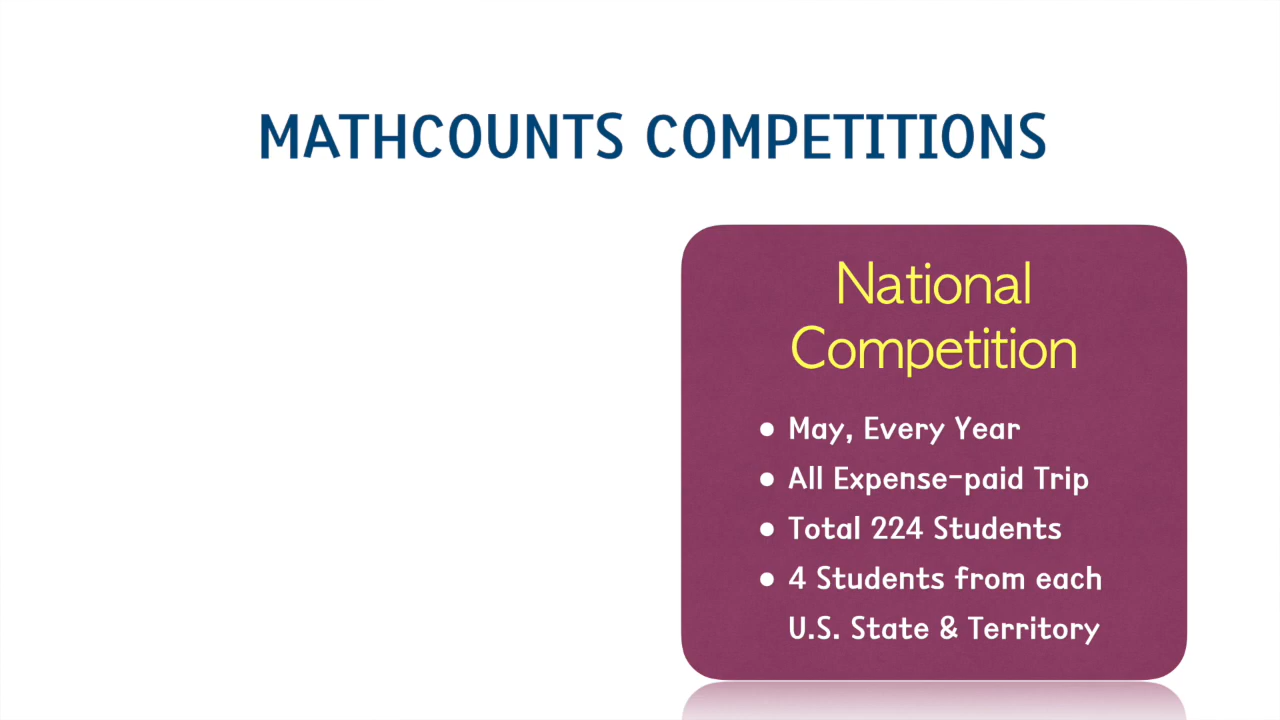 MATHCOUNTS COMPETITIONS
National
Competition
• May, Every Year
• All Expense-paid Trip
• Total 224 Students
• 4 Students from each
U.S. State & Territory